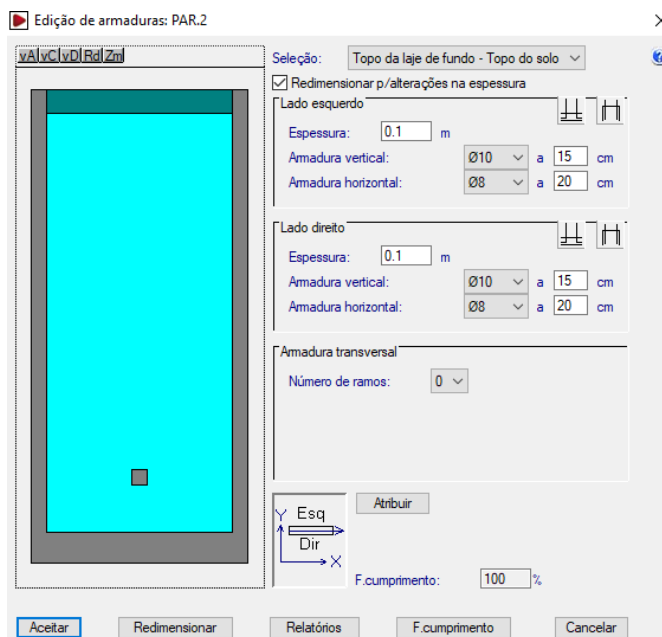 Edição de armaduras: PAR.2
vA vC vD Rd Zm
Seleção: Topo da laje de fundo - Topo do solo
Redimensionar p/alterações na espessura
Lado esquerdo
Espessura: 0.1 m
Armadura vertical: Ø10 a 15 cm
Armadura horizontal: Ø8 a 20 cm
Lado direito
Espessura: 0.1 m
Armadura vertical: Ø10 a 15 cm
Armadura horizontal: Ø8 a 20 cm
Armadura transversal
Número de ramos: 0
Y Esq
Dir
X
Atribuir
F.cumprimento: 100 %
Aceitar Redimensionar Relatórios F.cumprimento Cancelar